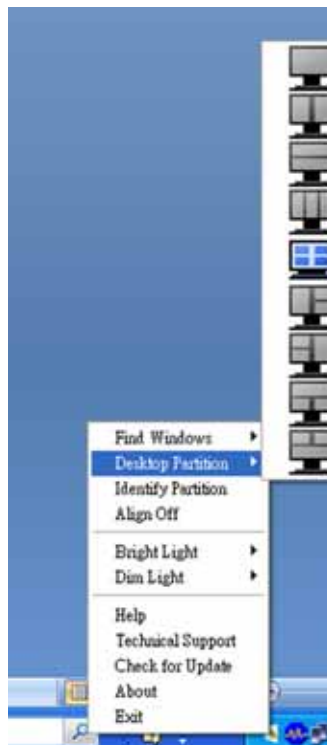 Find Windows
Desktop Partition
Identify Partition
Align Off
Bright Light
Dim Light
Help
Technical Support
Check for Update
About
Exit